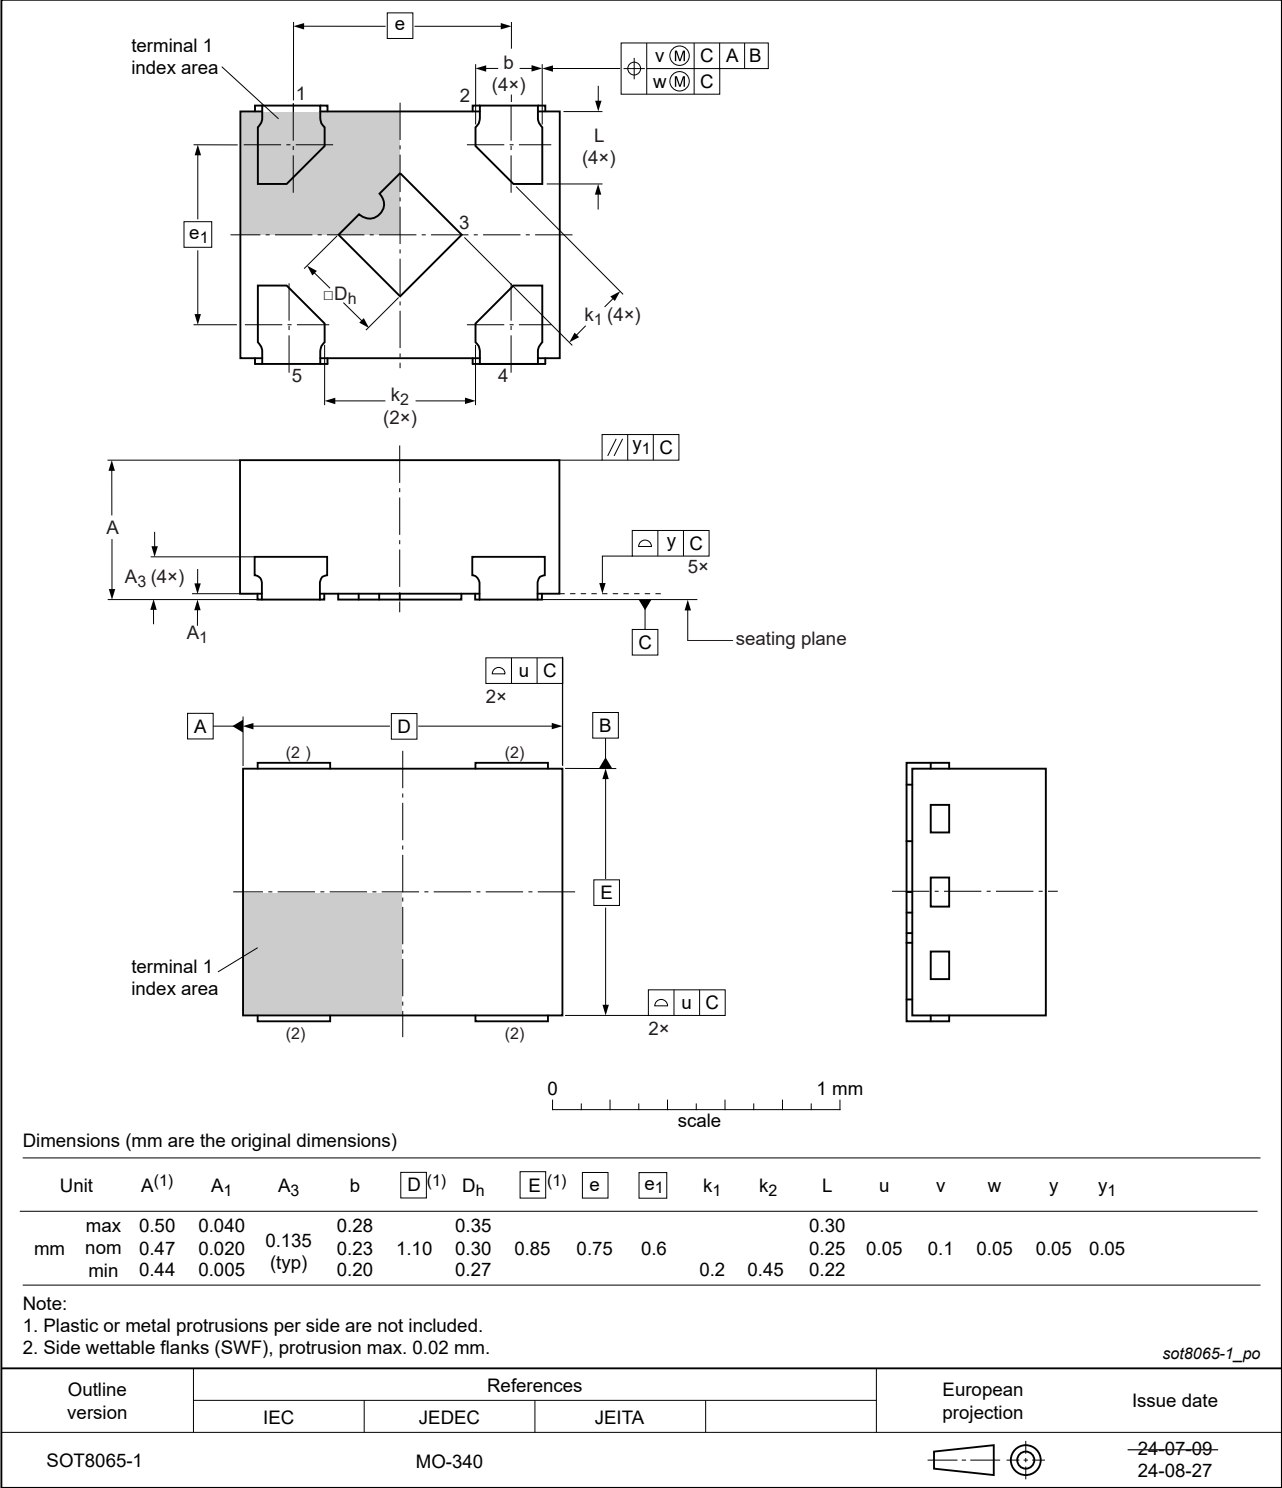 e
terminal 1
index area
b
(4×)
v Ⓜ C A B
w Ⓜ C
1
2
L
(4×)
e1
3
□Dh
k1 (4×)
5
4
k2
(2×)
// y1 C
A
⌓ y C
5×
A3 (4×)
A1
C
seating plane
⌓ u C
2×
A
D
B
(2 )
(2)
E
terminal 1
index area
⌓ u C
2×
(2)
(2)
0
1 mm
scale
Dimensions (mm are the original dimensions)
Unit A(1) A1 A3 b D(1) Dh E(1) e e1 k1 k2 L u v w y y1
max 0.50 0.040 0.28 0.35 0.30
mm nom 0.47 0.020 0.135 (typ) 0.23 1.10 0.30 0.85 0.75 0.6 0.25 0.05 0.1 0.05 0.05 0.05
min 0.44 0.005 0.20 0.27 0.2 0.45 0.22
Note:
1. Plastic or metal protrusions per side are not included.
2. Side wettable flanks (SWF), protrusion max. 0.02 mm.
sot8065-1_po
Outline
version
References
European
projection
Issue date
IEC JEDEC JEITA
SOT8065-1
MO-340
24-07-09
24-08-27